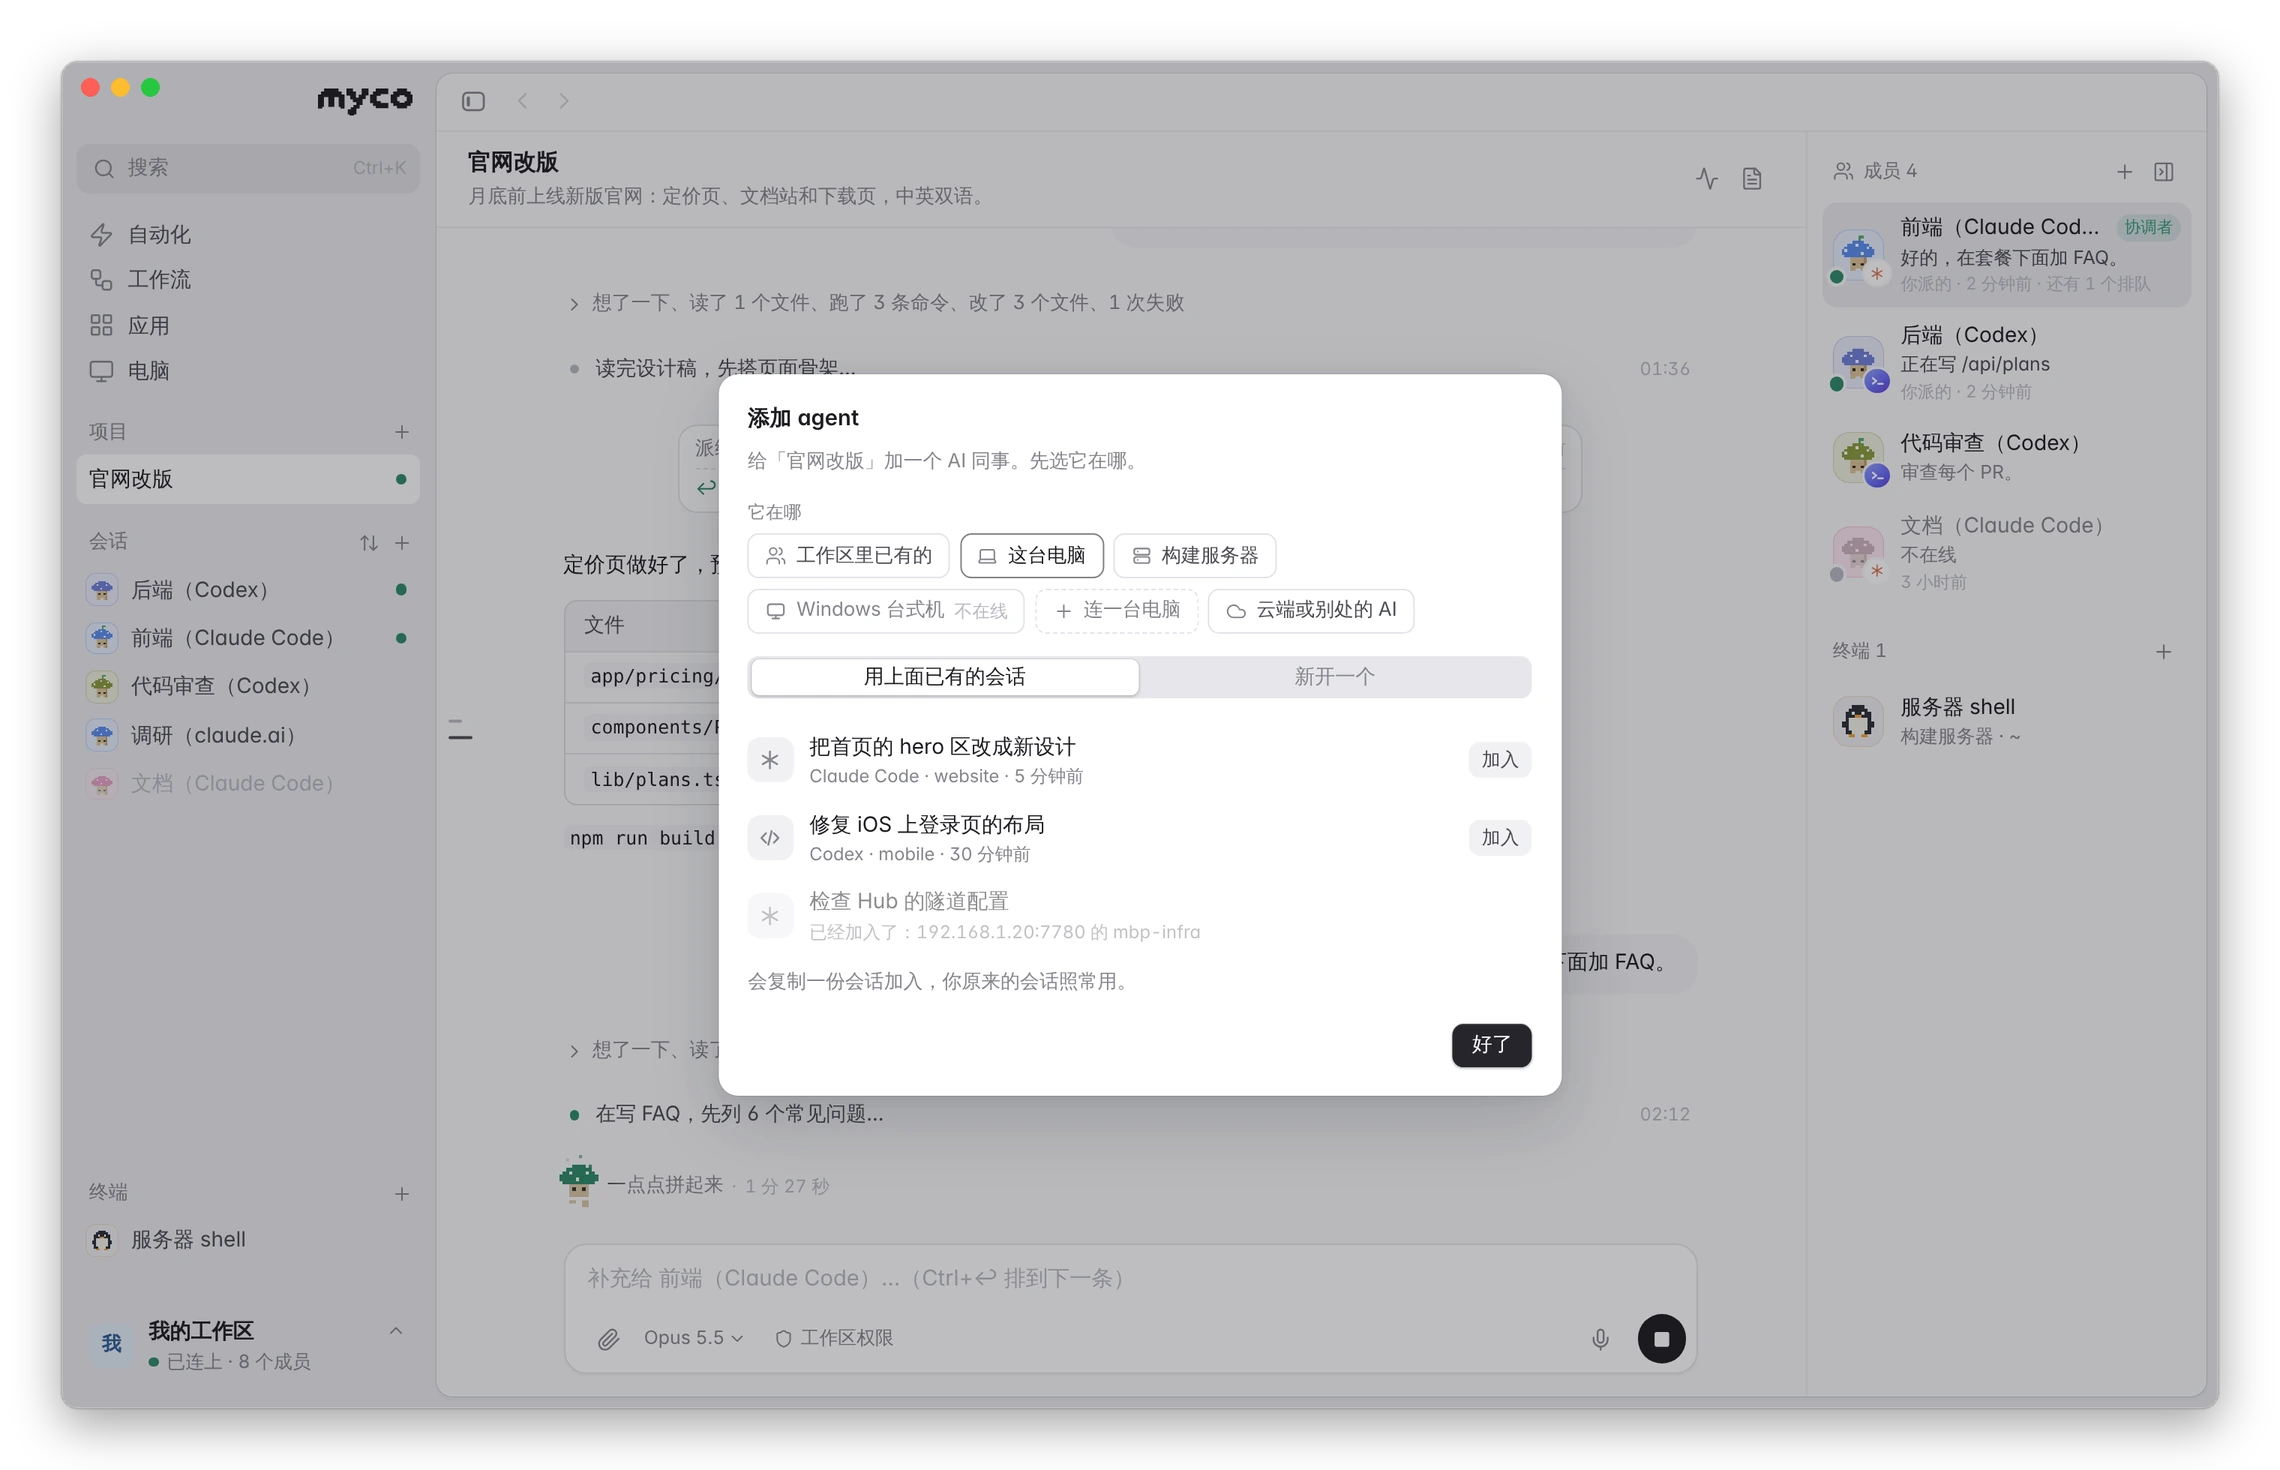 myco
搜索
Ctrl+K
自动化
工作流
应用
电脑
项目
官网改版
会话
后端（Codex）
前端（Claude Code）
代码审查（Codex）
调研（claude.ai）
文档（Claude Code）
终端
服务器 shell
我
我的工作区
已连上 · 8 个成员
官网改版
月底前上线新版官网：定价页、文档站和下载页，中英双语。
想了一下、读了 1 个文件、跑了 3 条命令、改了 3 个文件、1 次失败
读完设计稿，先搭页面骨架...
01:36
定价页做好了，
文件
app/pricing/
components/
lib/plans.ts
npm run build
下面加 FAQ。
想了一下、读了
在写 FAQ，先列 6 个常见问题...
02:12
一点点拼起来 · 1 分 27 秒
补充给 前端（Claude Code）...（Ctrl+↩ 排到下一条）
Opus 5.5
工作区权限
添加 agent
给「官网改版」加一个 AI 同事。先选它在哪。
它在哪
工作区里已有的
这台电脑
构建服务器
Windows 台式机 不在线
连一台电脑
云端或别处的 AI
用上面已有的会话
新开一个
把首页的 hero 区改成新设计
Claude Code · website · 5 分钟前
加入
修复 iOS 上登录页的布局
Codex · mobile · 30 分钟前
加入
检查 Hub 的隧道配置
已经加入了：192.168.1.20:7780 的 mbp-infra
会复制一份会话加入，你原来的会话照常用。
好了
成员 4
前端（Claude Cod...
协调者
好的，在套餐下面加 FAQ。
你派的 · 2 分钟前 · 还有 1 个排队
后端（Codex）
正在写 /api/plans
你派的 · 2 分钟前
代码审查（Codex）
审查每个 PR。
文档（Claude Code）
不在线
3 小时前
终端 1
服务器 shell
构建服务器 · ~